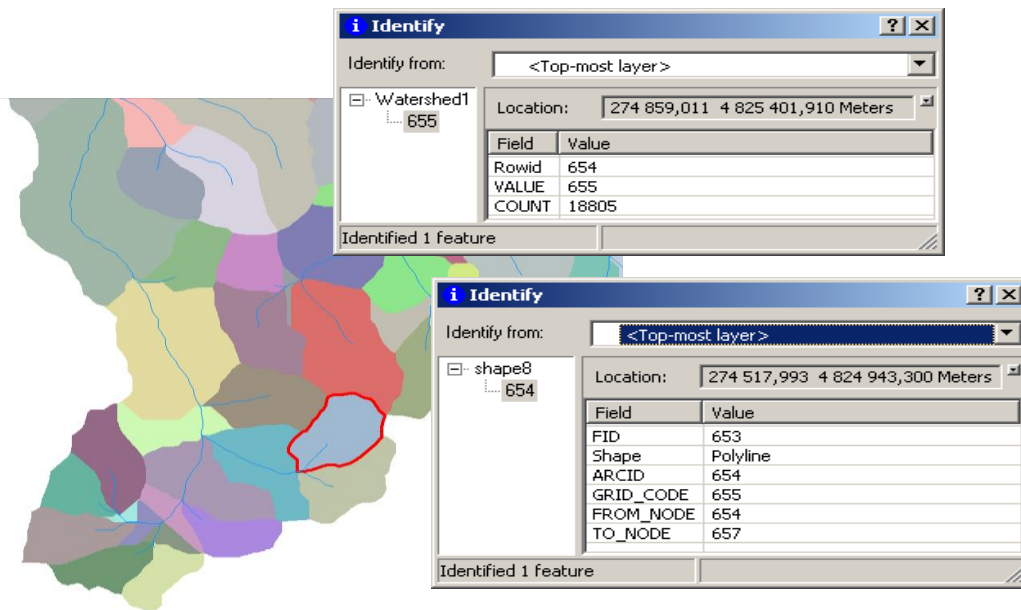 Identify
Identify from: <Top-most layer>
Watershed1
655
Location: 274 859,011 4 825 401,910 Meters
Field Value
Rowid 654
VALUE 655
COUNT 18805
Identified 1 feature
Identify
Identify from: <Top-most layer>
shape8
654
Location: 274 517,993 4 824 943,300 Meters
Field Value
FID 653
Shape Polyline
ARCID 654
GRID_CODE 655
FROM_NODE 654
TO_NODE 657
Identified 1 feature